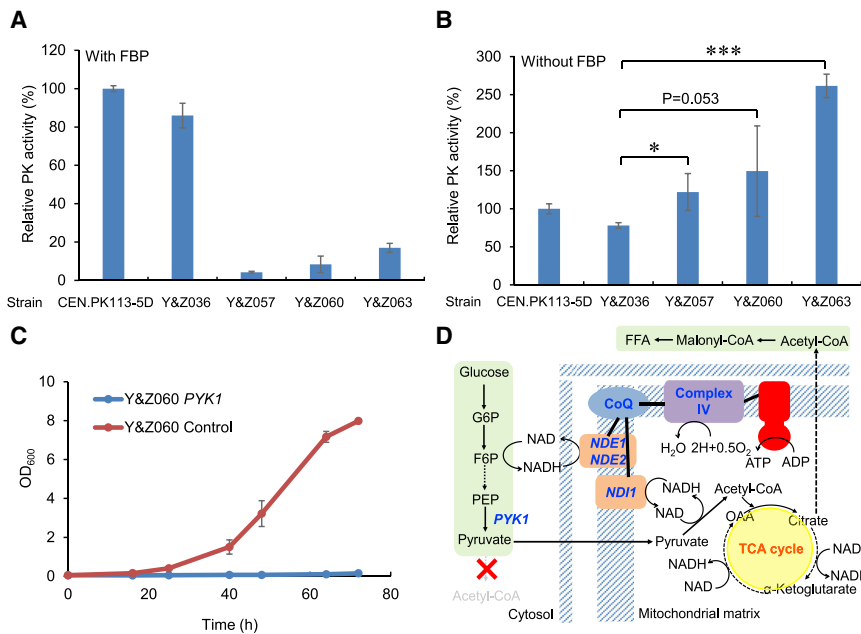 A
With FBP
Relative PK activity (%)
120
100
80
60
40
20
0
Strain CEN.PK113-5D Y&Z036 Y&Z057 Y&Z060 Y&Z063
B
Without FBP
Relative PK activity (%)
300
250
200
150
100
50
0
***
P=0.053
*
Strain CEN.PK113-5D Y&Z036 Y&Z057 Y&Z060 Y&Z063
C
Y&Z060 PYK1
Y&Z060 Control
OD600
10
8
6
4
2
0
0 20 40 60 80
Time (h)
D
FFA Malonyl-CoA Acetyl-CoA
Glucose
G6P
F6P
PEP
PYK1
Pyruvate
Acetyl-CoA
NAD
NADH
CoQ
Complex
IV
NDE1
NDE2
H2O 2H+0.5O2
ATP ADP
NDI1
NADH
NAD
Acetyl-CoA
OAA
Citrate
Pyruvate
TCA cycle
NADH
NAD
NAD
NADH
α-Ketoglutarate
Cytosol
Mitochondrial matrix